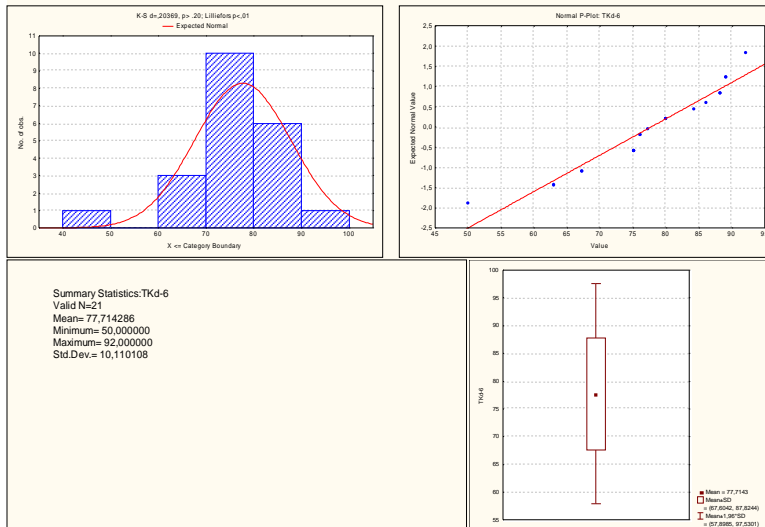 K-S d=,20369, p> .20; Lilliefors p<,01
Expected Normal
11
10
9
8
7
6
5
4
3
2
1
0
No. of obs.
40 50 60 70 80 90 100
X <= Category Boundary
Normal P-Plot: TKd-6
2,5
2,0
1,5
1,0
0,5
0,0
-0,5
-1,0
-1,5
-2,0
-2,5
Expected Normal Value
45 50 55 60 65 70 75 80 85 90 95
Value
Summary Statistics:TKd-6
Valid N=21
Mean= 77,714286
Minimum= 50,000000
Maximum= 92,000000
Std.Dev.= 10,110108
100
95
90
85
80
75
70
65
60
55
TKd-6
Mean = 77,7143
Mean±SD
= (67,6042, 87,8244)
Mean±1,96*SD
= (57,8985, 97,5301)